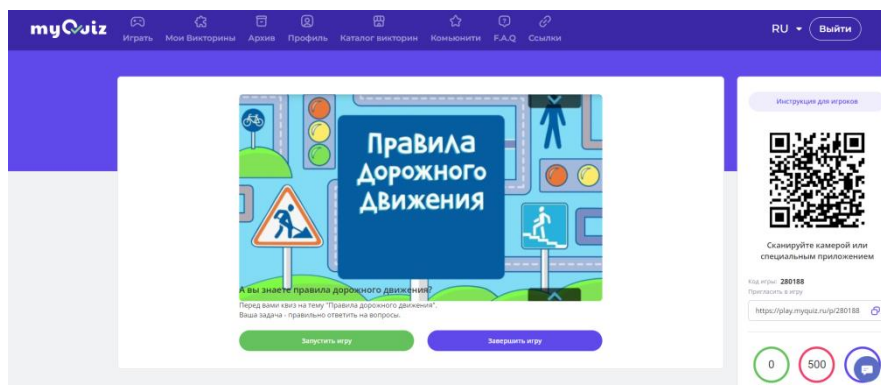 myQuiz
Играть
Мои Викторины
Архив
Профиль
Каталог викторин
Комьюнити
F.A.Q
Ссылки
RU
Выйти
Правила
Дорожного
Движения
А вы знаете правила дорожного движения?
Перед вами квиз на тему "Правила дорожного движения".
Ваша задача - правильно ответить на вопросы.
Запустить игру
Завершить игру
Инструкция для игроков
Сканируйте камерой или
специальным приложением
Код игры: 280188
Пригласить в игру
https://play.myquiz.ru/p/280188
0
500